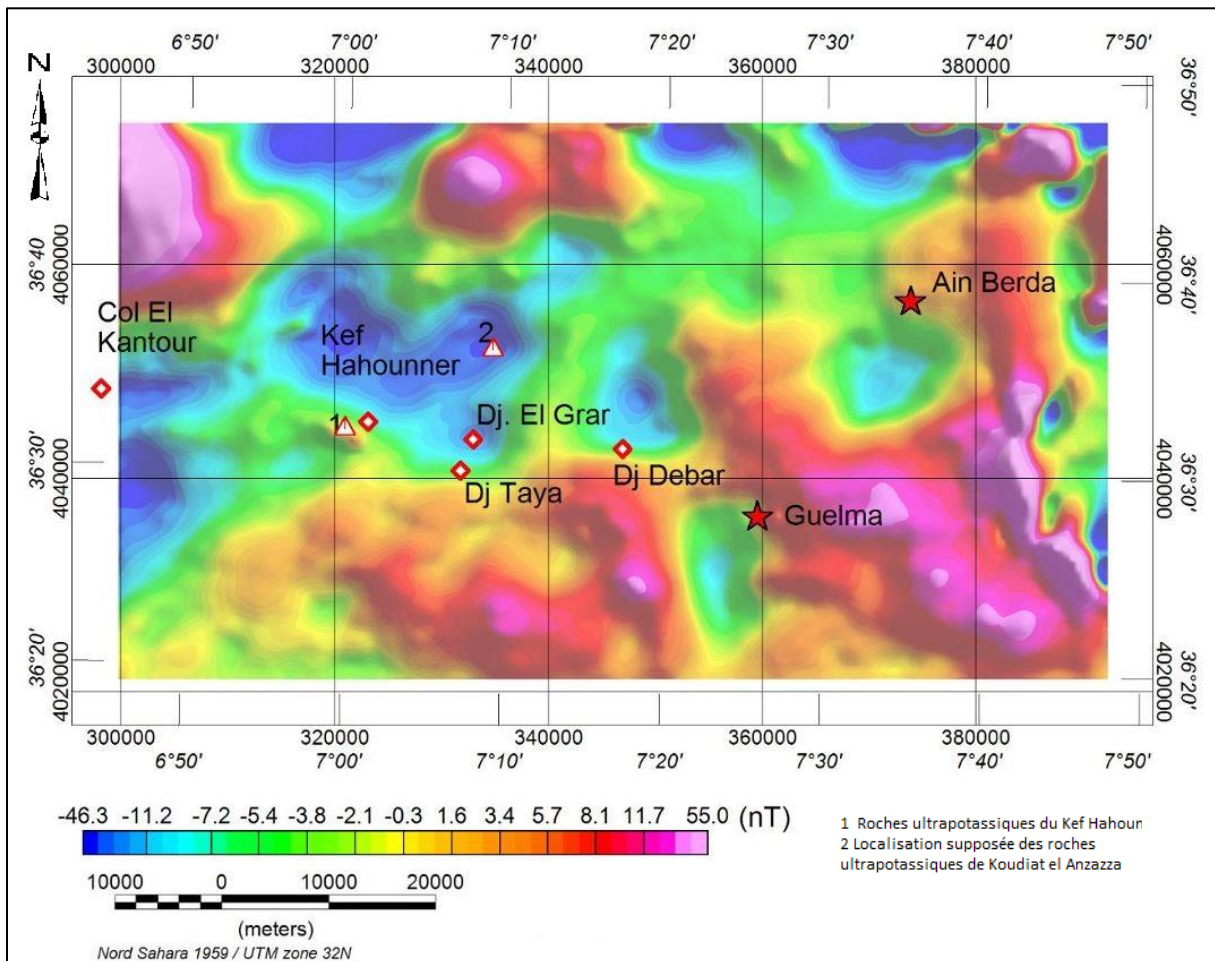 6°50' 7°00' 7°10' 7°20' 7°30' 7°40' 7°50'
300000 320000 340000 360000 380000
36°50'
N
36°40'
4060000
4060000
36°40'
Ain Berda
Col El
Kantour
Kef
Hahounner
2
1
Dj. El Grar
36°30'
4040000
Dj Taya
Dj Debar
4040000
36°30'
Guelma
36°20'
4020000
4020000
36°20'
300000 320000 340000 360000 380000
6°50' 7°00' 7°10' 7°20' 7°30' 7°40' 7°50'
-46.3 -11.2 -7.2 -5.4 -3.8 -2.1 -0.3 1.6 3.4 5.7 8.1 11.7 55.0 (nT)
10000 0 10000 20000
(meters)
Nord Sahara 1959 / UTM zone 32N
1 Roches ultrapotassiques du Kef Hahoun
2 Localisation supposée des roches
ultrapotassiques de Koudiat el Anzazza